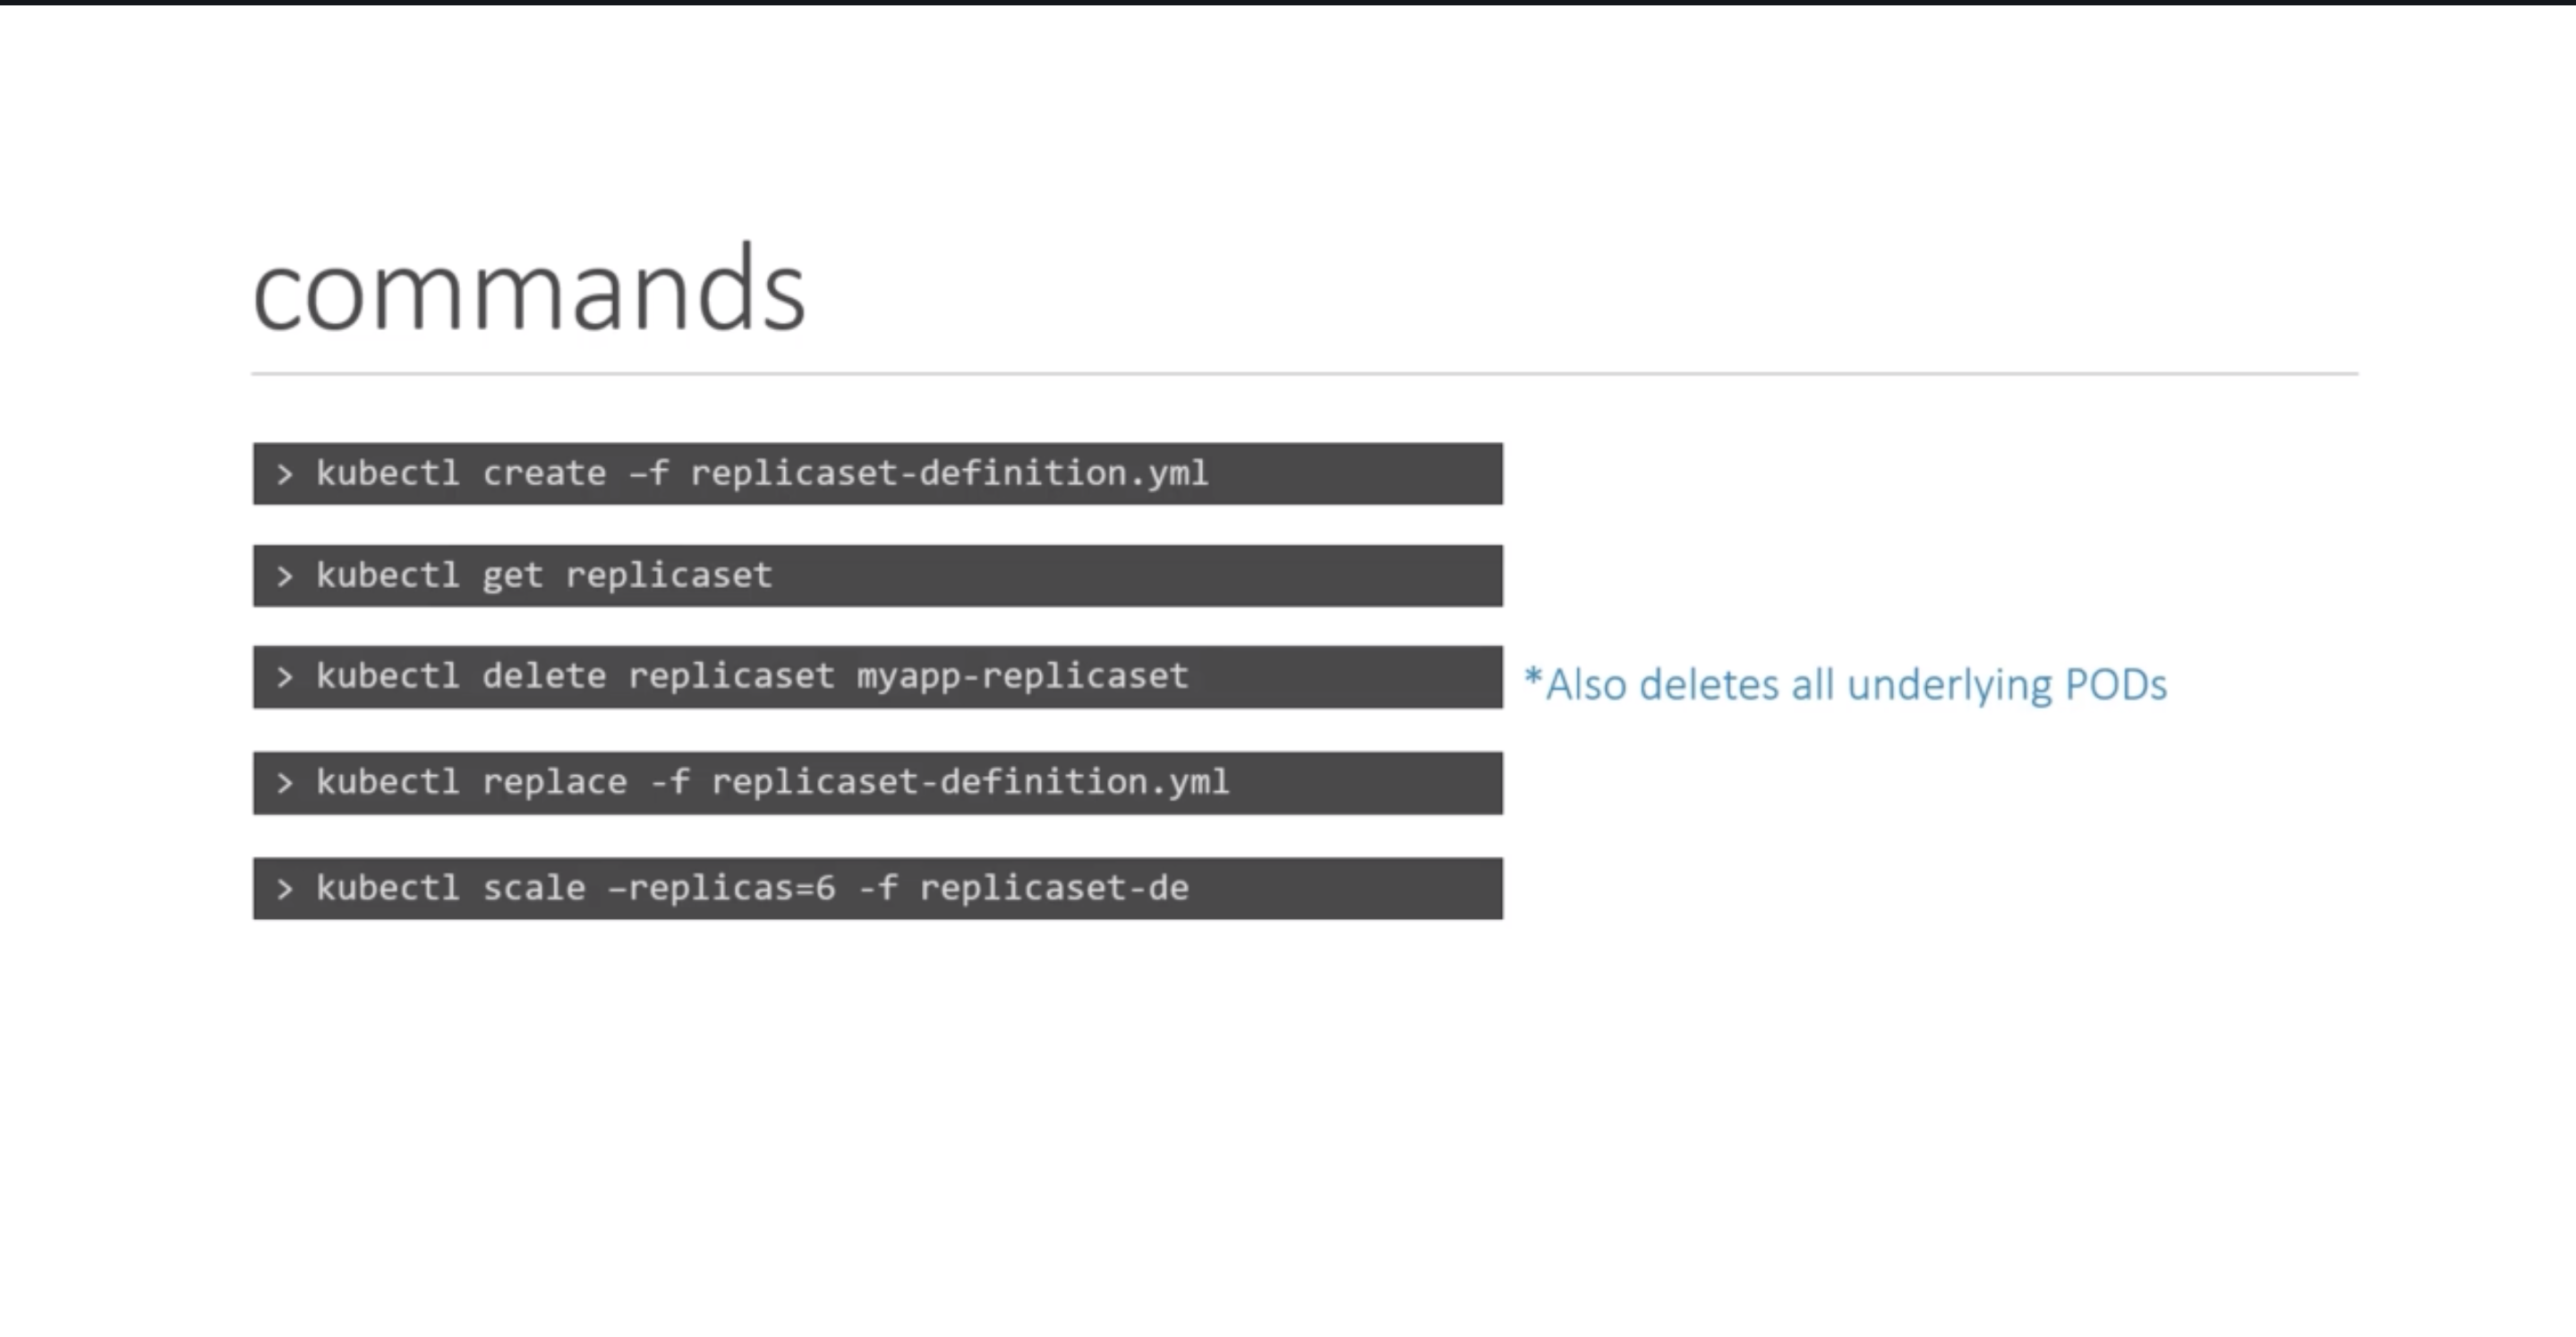 commands
> kubectl create –f replicaset-definition.yml
> kubectl get replicaset
> kubectl delete replicaset myapp-replicaset
*Also deletes all underlying PODs
> kubectl replace -f replicaset-definition.yml
> kubectl scale –replicas=6 -f replicaset-de